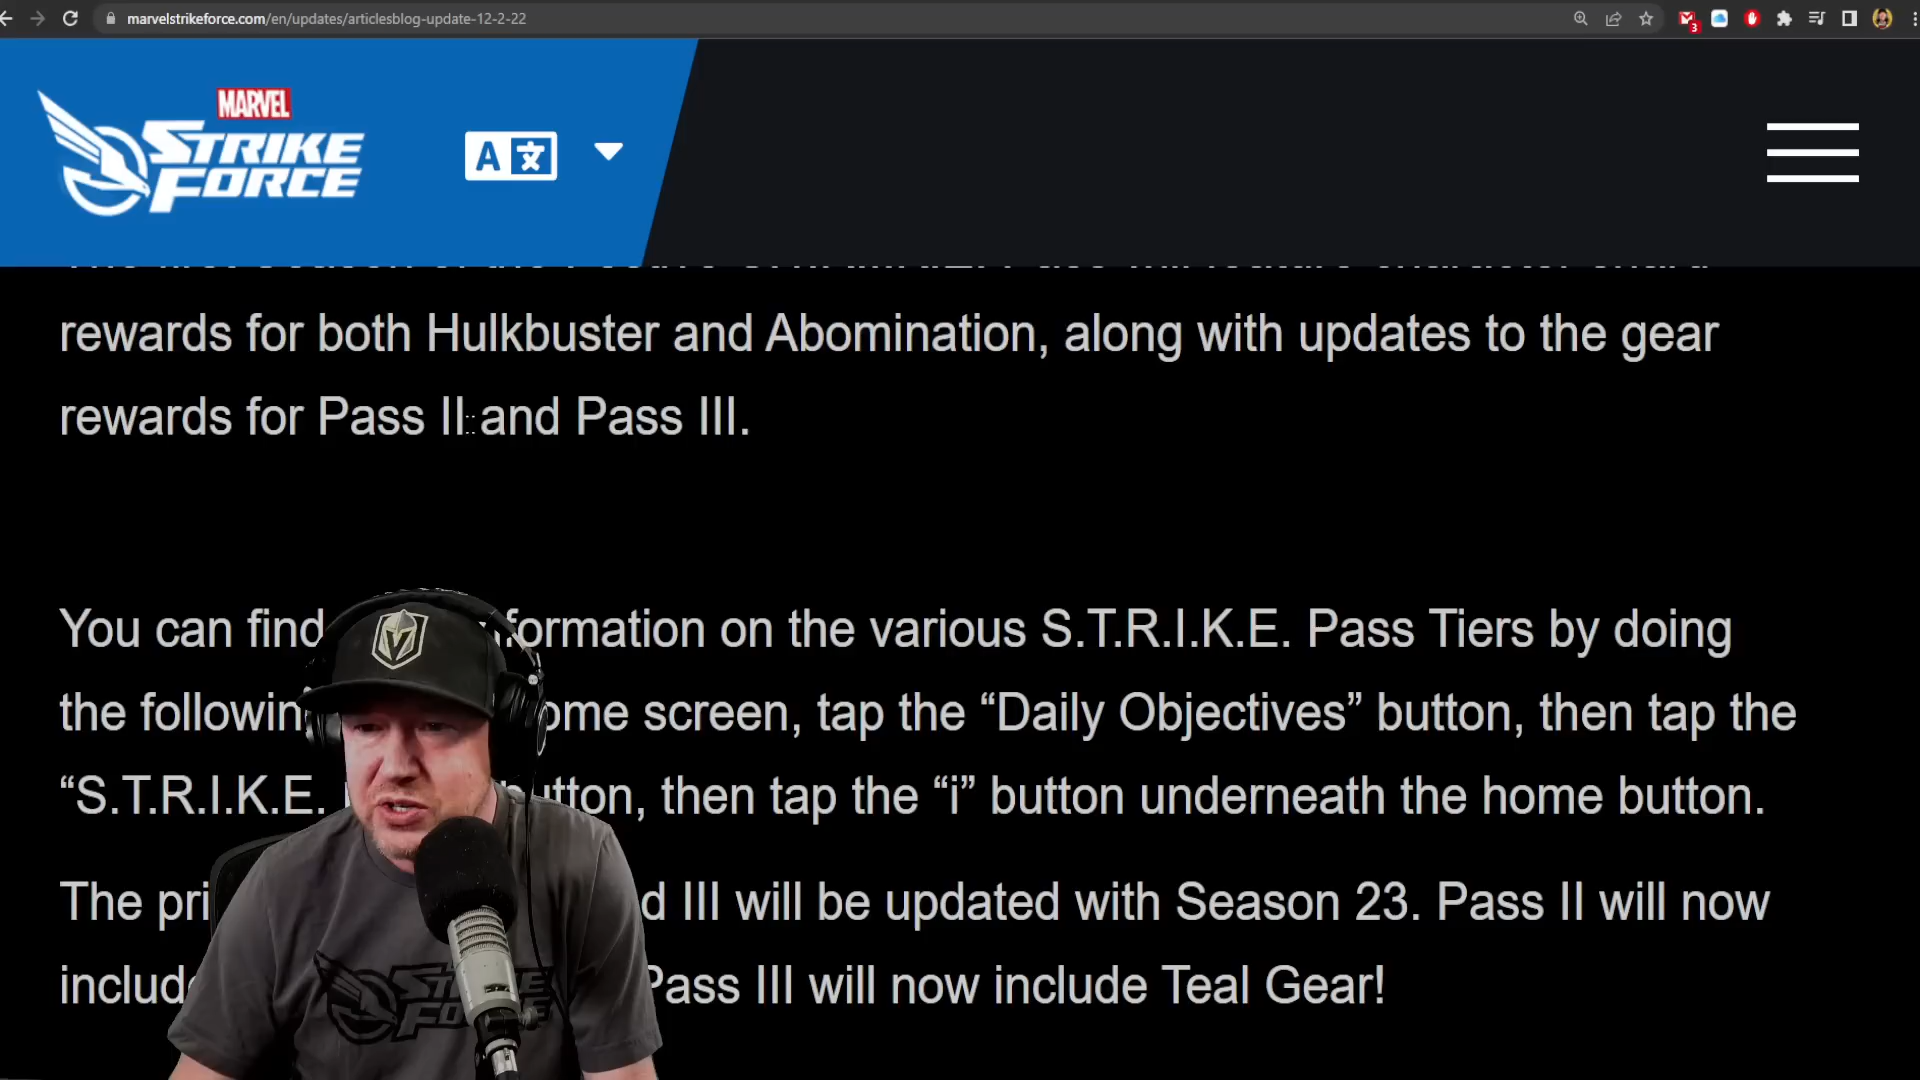 marvelstrikeforce.com/en/updates/articlesblog-update-12-2-22
3
MARVEL
STRIKE
FORCE
A 文
rewards for both Hulkbuster and Abomination, along with updates to the gear
rewards for Pass II and Pass III.
You can find formation on the various S.T.R.I.K.E. Pass Tiers by doing
the followin ome screen, tap the “Daily Objectives” button, then tap the
“S.T.R.I.K.E. utton, then tap the “i” button underneath the home button.
The pri d III will be updated with Season 23. Pass II will now
includ Pass III will now include Teal Gear!